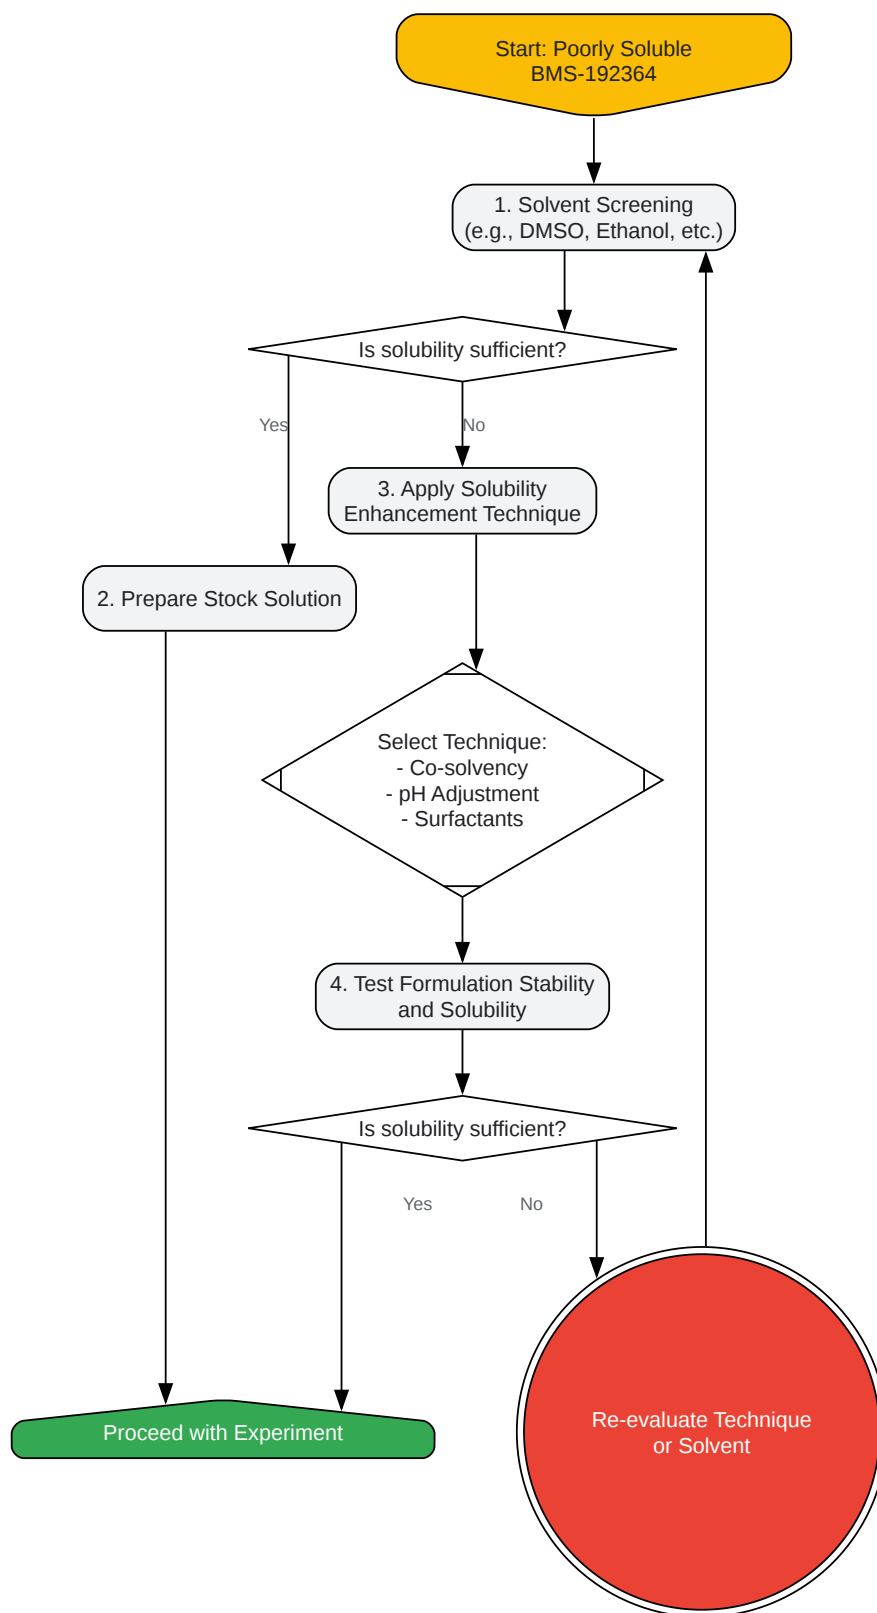 Start: Poorly Soluble
BMS-192364
1. Solvent Screening
(e.g., DMSO, Ethanol, etc.)
Is solubility sufficient?
Yes
No
3. Apply Solubility
Enhancement Technique
2. Prepare Stock Solution
Select Technique:
- Co-solvency
- pH Adjustment
- Surfactants
4. Test Formulation Stability
and Solubility
Is solubility sufficient?
Yes
No
Proceed with Experiment
Re-evaluate Technique
or Solvent